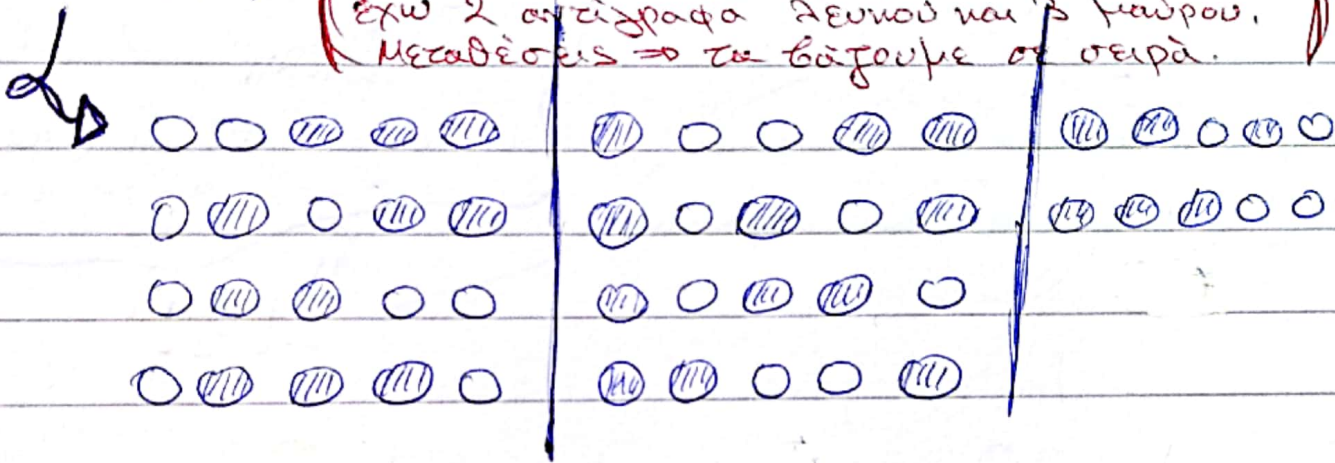 έχω 2 αντίγραφα λευκού και 3 μαύρου.
Μεταθέσεις => τα βάζουμε σε σειρά.